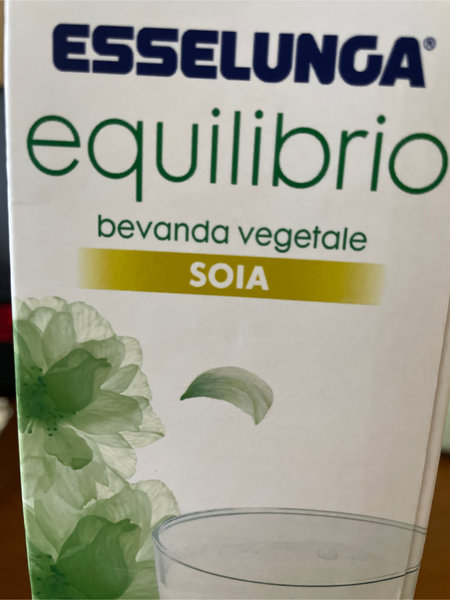 ESSELUNGA®
equilibrio
bevanda vegetale
SOIA